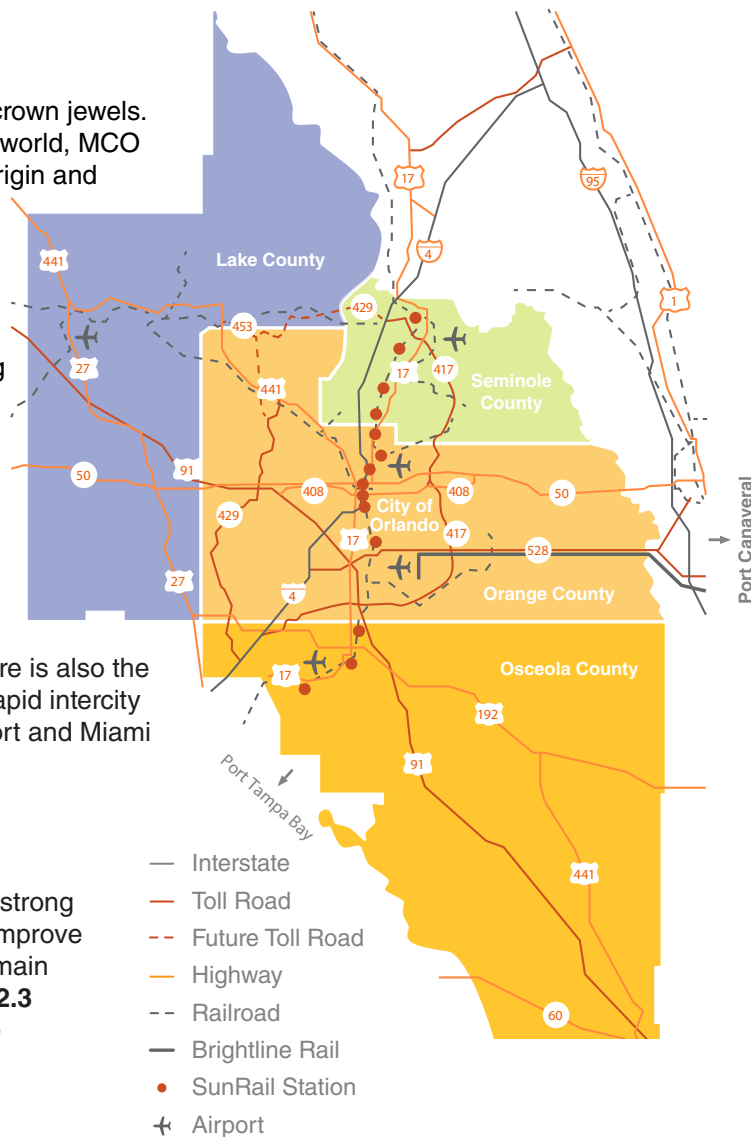 crown jewels.
world, MCO
rigin and
g
re is also the
apid intercity
ort and Miami
strong
mprove
main
2.3
17
95
4
441
Lake County
1
429
453
27
17
417
Seminole
County
441
91
50
408
408
50
City of
Orlando
429
17
417
528
Port Canaveral
27
4
Orange County
Osceola County
17
192
Port Tampa Bay
91
441
60
Interstate
Toll Road
Future Toll Road
Highway
Railroad
Brightline Rail
SunRail Station
Airport